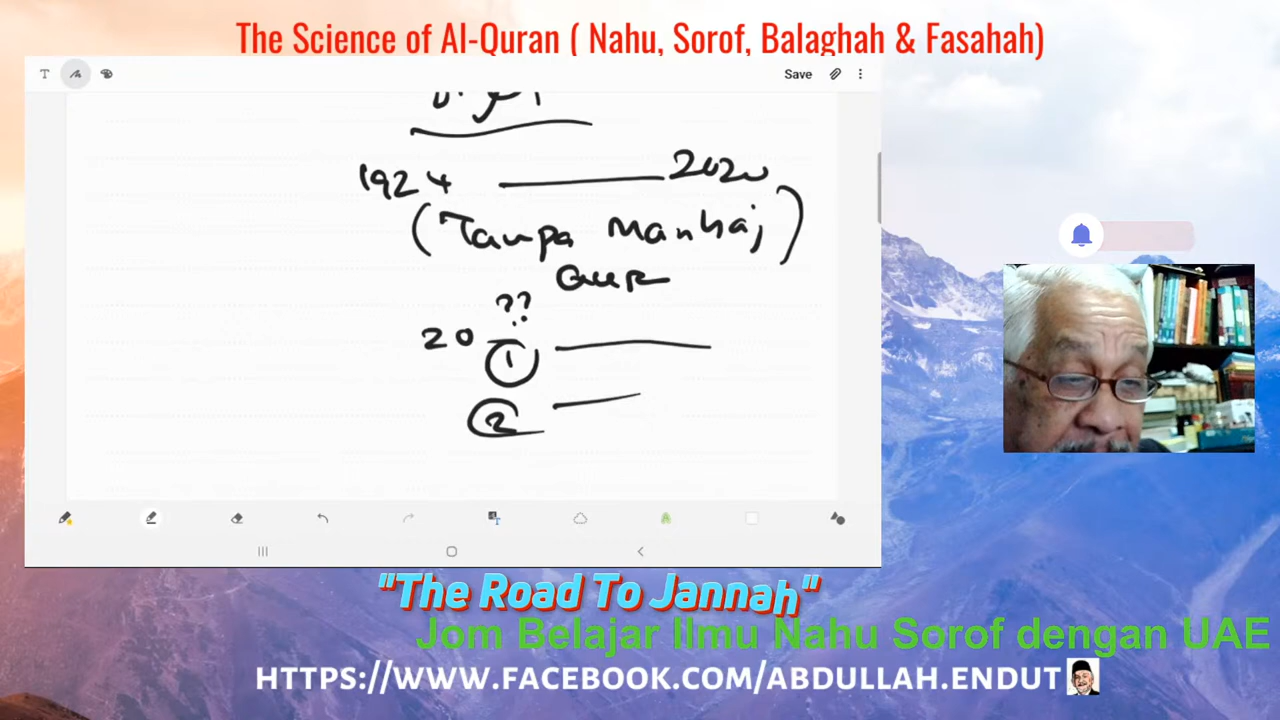 The Science of Al-Quran ( Nahu, Sorof, Balaghah & Fasahah)
T
Save
1924 — 2020
(Tanpa Manhaj)
??
20
1
2
"The Road To Jannah"
Jom Belajar Ilmu Nahu Sorof dengan UAE
HTTPS://WWW.FACEBOOK.COM/ABDULLAH.ENDUT